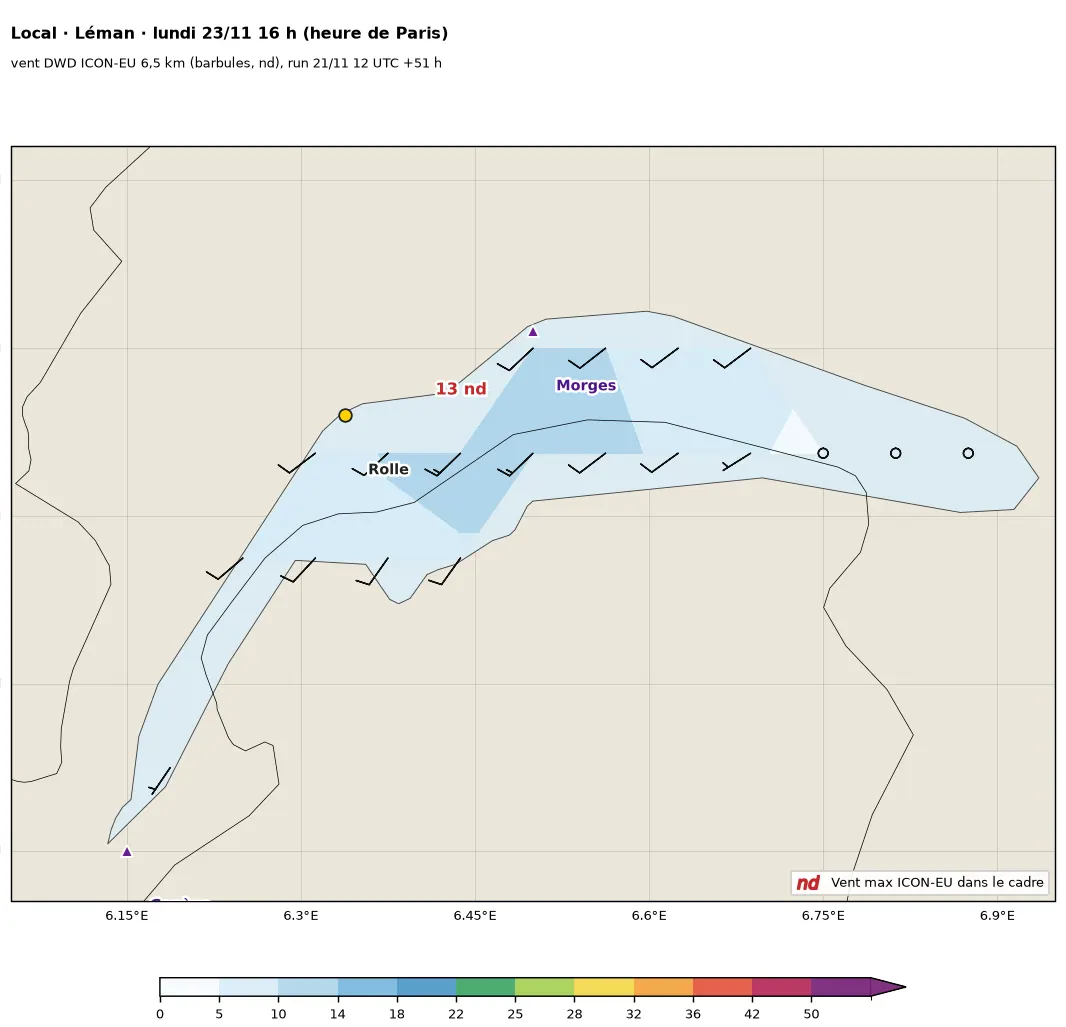 Local · Léman · lundi 23/11 16 h (heure de Paris)
vent DWD ICON-EU 6,5 km (barbules, nd), run 21/11 12 UTC +51 h
13 nd
Morges
Rolle
nd Vent max ICON-EU dans le cadre
6.15°E 6.3°E 6.45°E 6.6°E 6.75°E 6.9°E
0 5 10 14 18 22 25 28 32 36 42 50